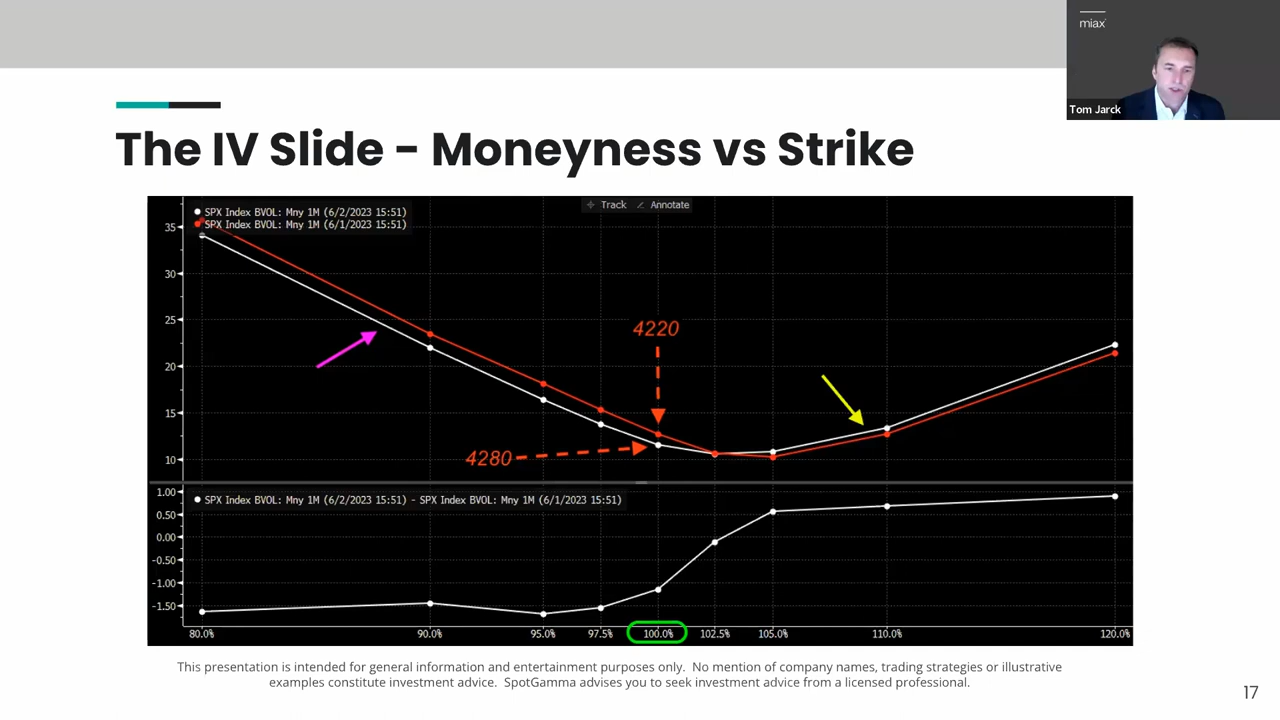 miax
Tom Jarck
The IV Slide - Moneyness vs Strike
Track Annotate
SPX Index BVOL: Mny 1M (6/2/2023 15:51)
SPX Index BVOL: Mny 1M (6/1/2023 15:51)
35
30
25
20
15
10
4220
4280
SPX Index BVOL: Mny 1M (6/2/2023 15:51) - SPX Index BVOL: Mny 1M (6/1/2023 15:51)
1.00
0.50
0.00
-0.50
-1.00
-1.50
80.0% 90.0% 95.0% 97.5% 100.0% 102.5% 105.0% 110.0% 120.0%
This presentation is intended for general information and entertainment purposes only. No mention of company names, trading strategies or illustrative
examples constitute investment advice. SpotGamma advises you to seek investment advice from a licensed professional.
17